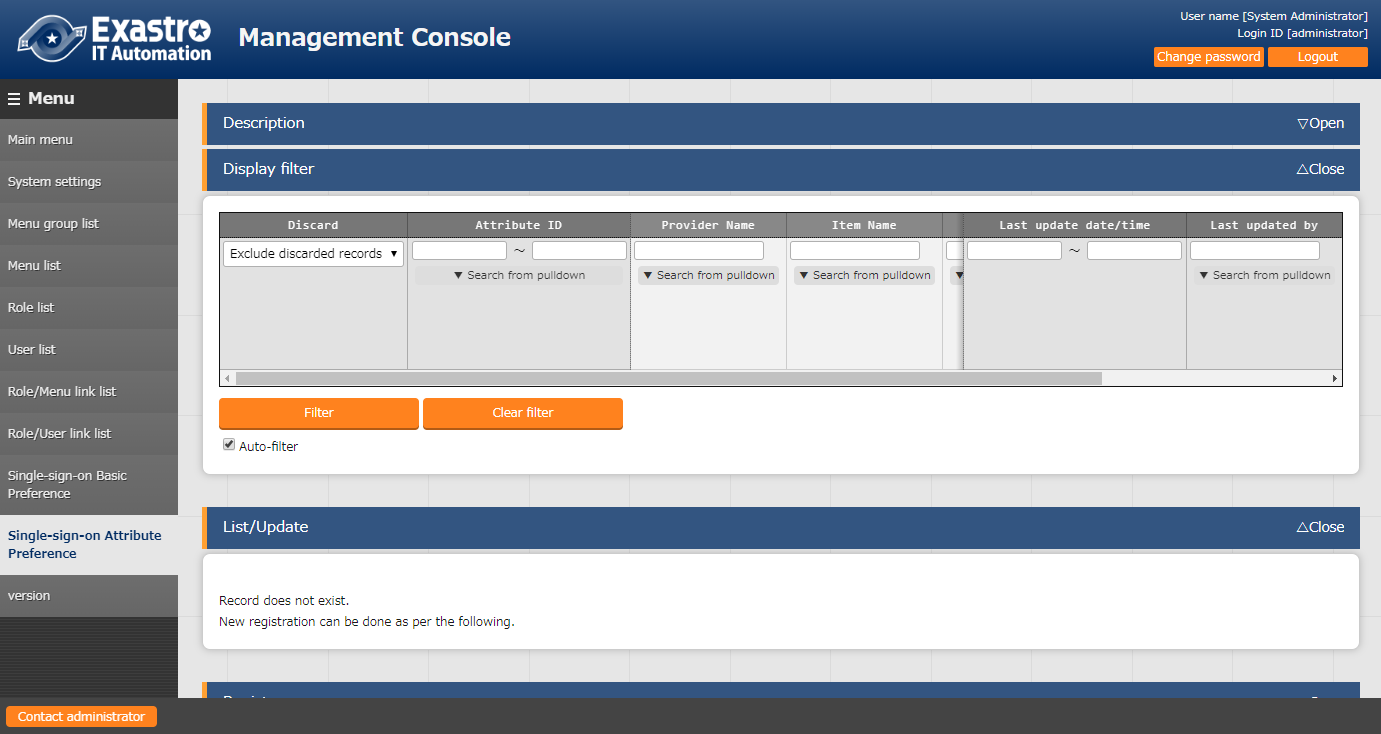 Exastro
IT Automation
Management Console
User name [System Administrator]
Login ID [administrator]
Change password
Logout
Menu
Main menu
System settings
Menu group list
Menu list
Role list
User list
Role/Menu link list
Role/User link list
Single-sign-on Basic
Preference
Single-sign-on Attribute
Preference
version
Description
▽Open
Display filter
△Close
Discard
Attribute ID
Provider Name
Item Name
Last update date/time
Last updated by
Exclude discarded records ▼
~
~
▼ Search from pulldown
▼ Search from pulldown
▼ Search from pulldown
▼
▼ Search from pulldown
Filter
Clear filter
Auto-filter
List/Update
△Close
Record does not exist.
New registration can be done as per the following.
Contact administrator